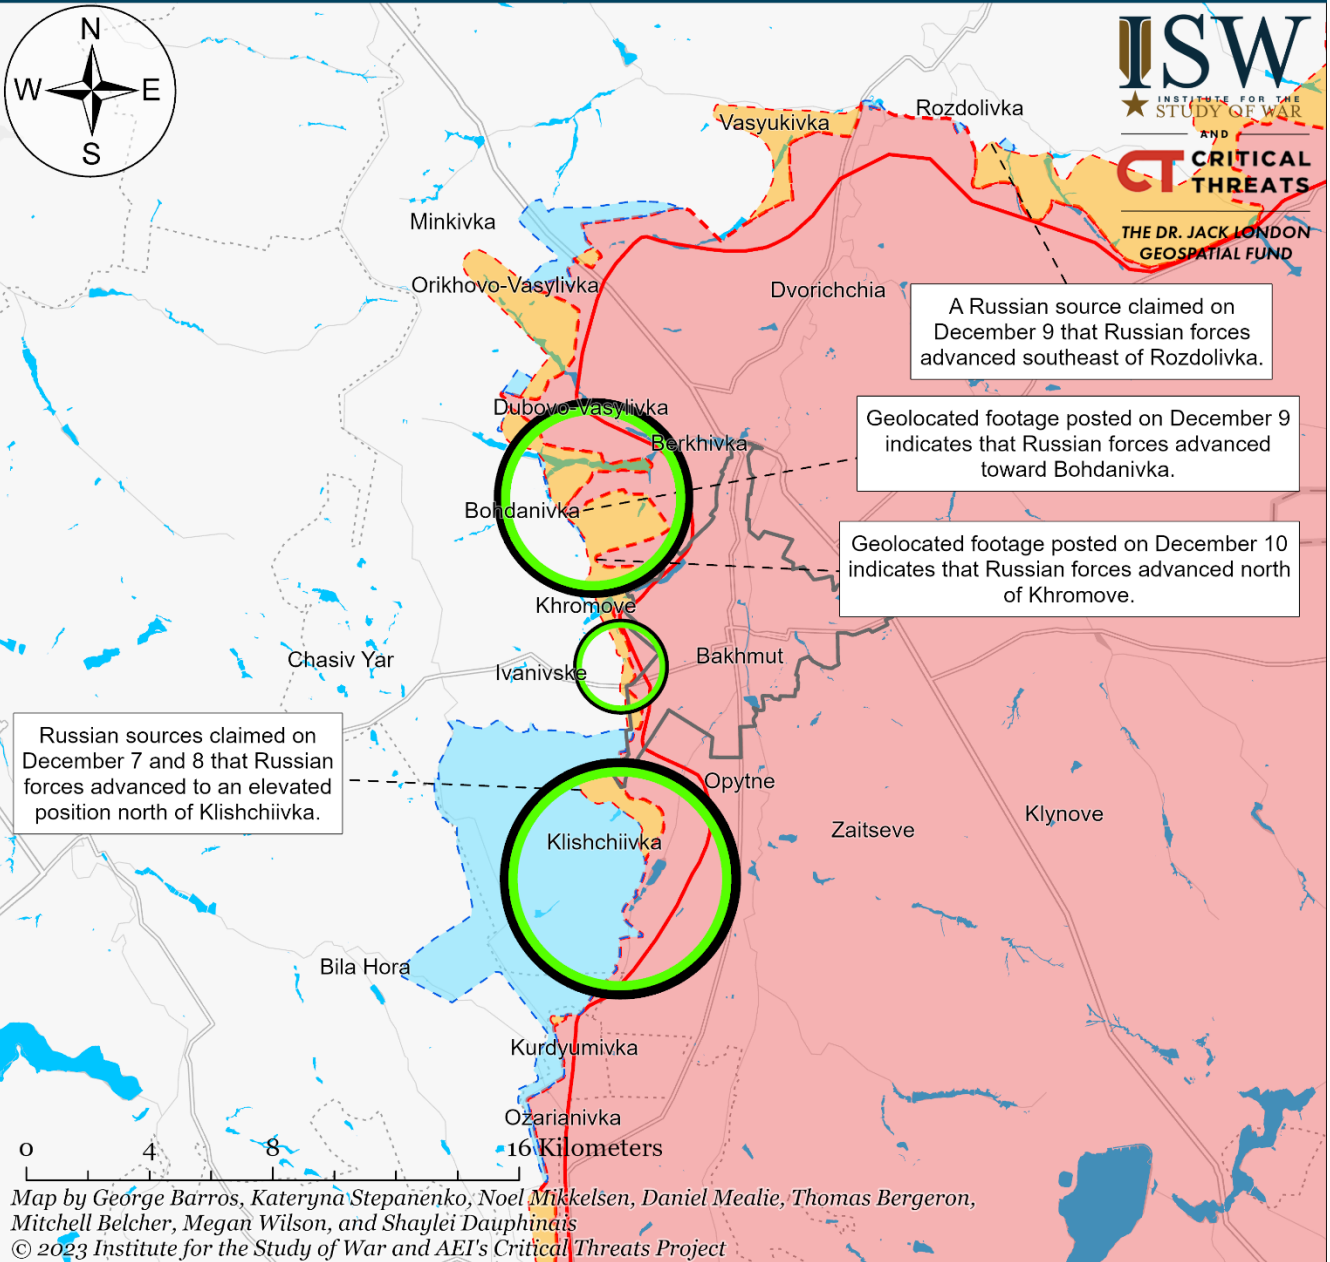 N
W
E
S
ISW
INSTITUTE FOR THE
STUDY OF WAR
AND
CT CRITICAL
THREATS
THE DR. JACK LONDON
GEOSPATIAL FUND
Rozdolivka
Vasyukivka
Minkivka
Orikhovo-Vasylivka
Dvorichchia
A Russian source claimed on
December 9 that Russian forces
advanced southeast of Rozdolivka.
Dubovo-Vasylivka
Berkhivka
Geolocated footage posted on December 9
indicates that Russian forces advanced
toward Bohdanivka.
Bohdanivka
Geolocated footage posted on December 10
indicates that Russian forces advanced north
of Khromove.
Khromove
Chasiv Yar
Ivanivske
Bakhmut
Russian sources claimed on
December 7 and 8 that Russian
forces advanced to an elevated
position north of Klishchiivka.
Opytne
Klishchiivka
Zaitseve
Klynove
Bila Hora
Kurdyumivka
Ozarianivka
0 4 8 16 Kilometers
Map by George Barros, Kateryna Stepanenko, Noel Mikkelsen, Daniel Mealie, Thomas Bergeron,
Mitchell Belcher, Megan Wilson, and Shaylei Dauphinais
© 2023 Institute for the Study of War and AEI's Critical Threats Project